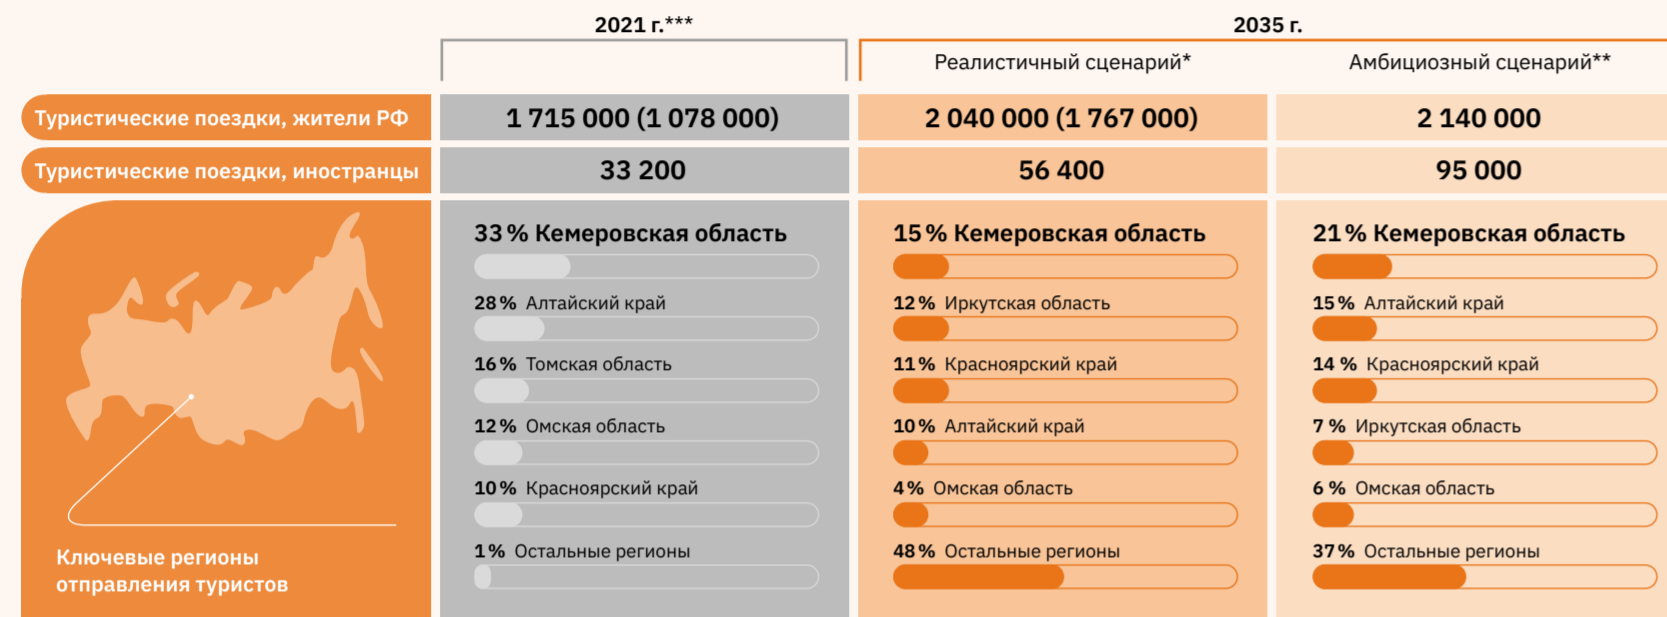 2021 г.***
2035 г.
Реалистичный сценарий*
Амбициозный сценарий**
Туристические поездки, жители РФ
1 715 000 (1 078 000)
2 040 000 (1 767 000)
2 140 000
Туристические поездки, иностранцы
33 200
56 400
95 000
Ключевые регионы
отправления туристов
33 % Кемеровская область
28 % Алтайский край
16 % Томская область
12 % Омская область
10 % Красноярский край
1 % Остальные регионы
15 % Кемеровская область
12 % Иркутская область
11 % Красноярский край
10 % Алтайский край
4 % Омская область
48 % Остальные регионы
21 % Кемеровская область
15 % Алтайский край
14 % Красноярский край
7 % Иркутская область
6 % Омская область
37 % Остальные регионы